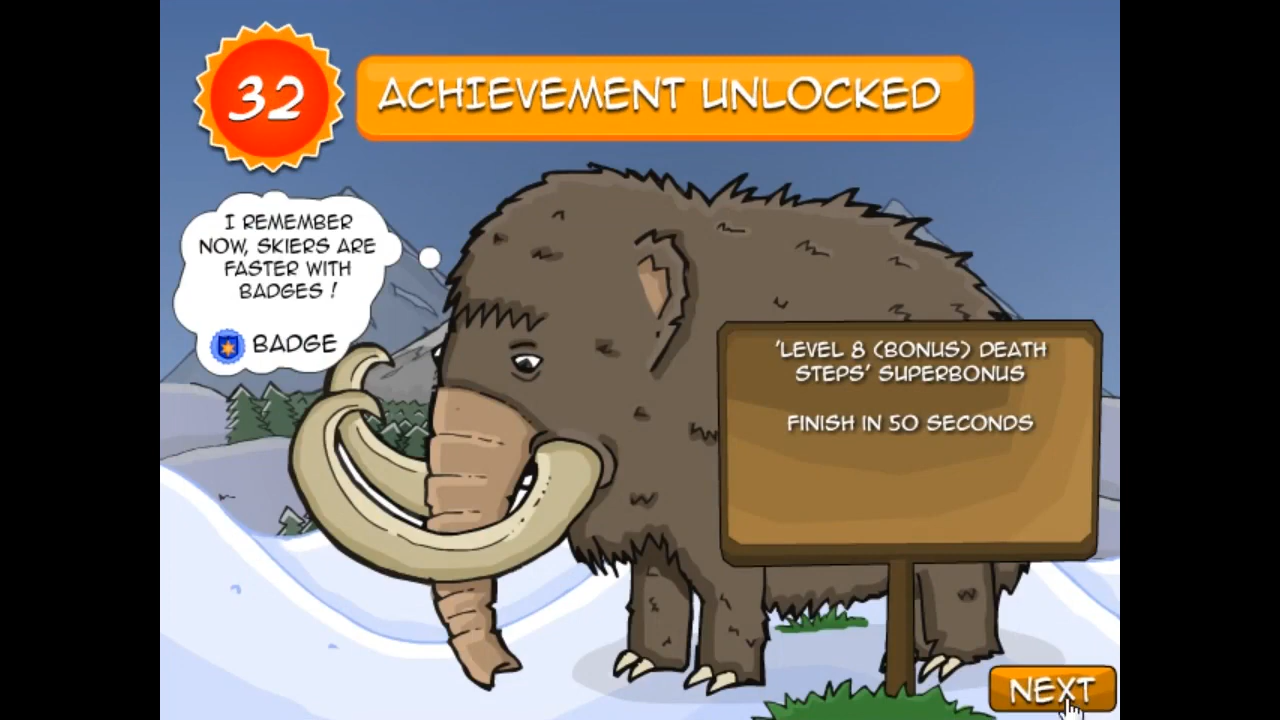 32
ACHIEVEMENT UNLOCKED
I REMEMBER
NOW, SKIERS ARE
FASTER WITH
BADGES !
BADGE
'LEVEL 8 (BONUS) DEATH
STEPS' SUPERBONUS
FINISH IN 50 SECONDS
NEXT